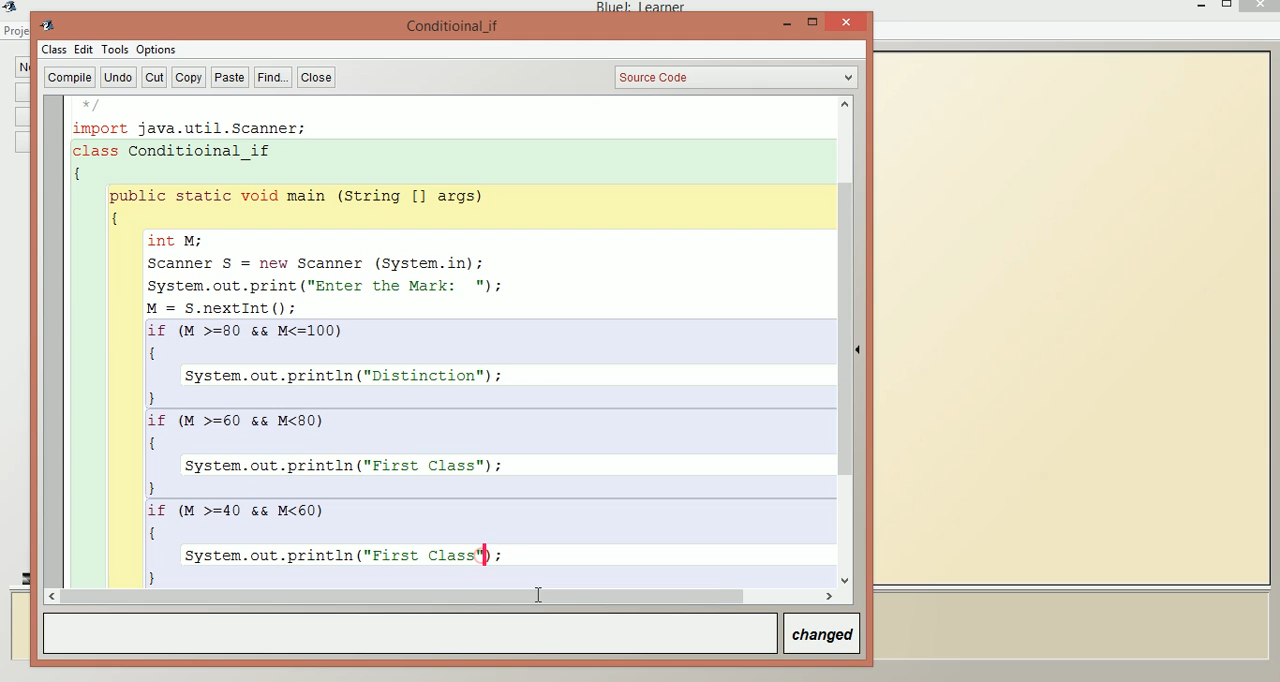 BlueJ: Learner
Proje
Conditioinal_if
Class Edit Tools Options
Compile Undo Cut Copy Paste Find... Close Source Code
*/
import java.util.Scanner;
class Conditioinal_if
{
public static void main (String [] args)
{
int M;
Scanner S = new Scanner (System.in);
System.out.print("Enter the Mark:  ");
M = S.nextInt();
if (M >=80 && M<=100)
{
System.out.println("Distinction");
}
if (M >=60 && M<80)
{
System.out.println("First Class");
}
if (M >=40 && M<60)
{
System.out.println("First Class");
}
changed